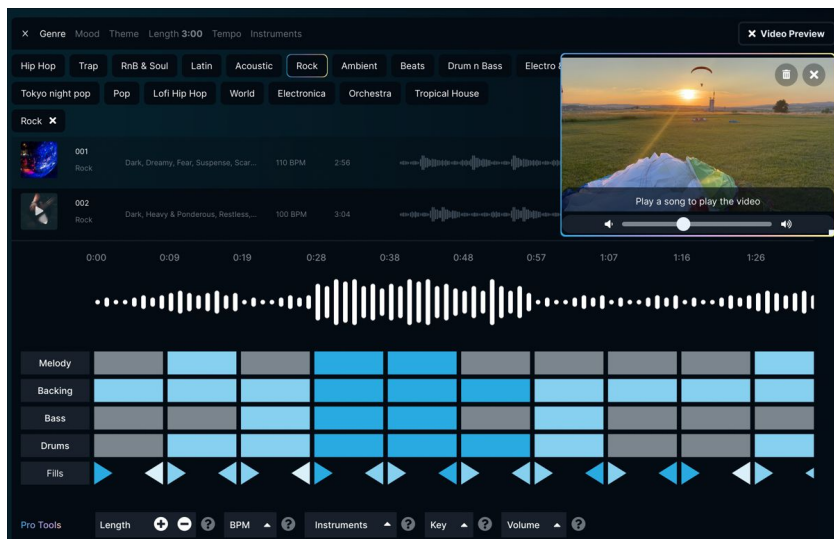 × Genre Mood Theme Length 3:00 Tempo Instruments
× Video Preview
Hip Hop Trap RnB & Soul Latin Acoustic Rock Ambient Beats Drum n Bass Electro &
Tokyo night pop Pop Lofi Hip Hop World Electronica Orchestra Tropical House
Rock ×
001
Rock Dark, Dreamy, Fear, Suspense, Scar... 110 BPM 2:56
002
Rock Dark, Heavy & Ponderous, Restless,... 100 BPM 3:04
Play a song to play the video
0:00 0:09 0:19 0:28 0:38 0:48 0:57 1:07 1:16 1:26
Melody
Backing
Bass
Drums
Fills
Pro Tools Length + − ? BPM ? Instruments ? Key ? Volume ?